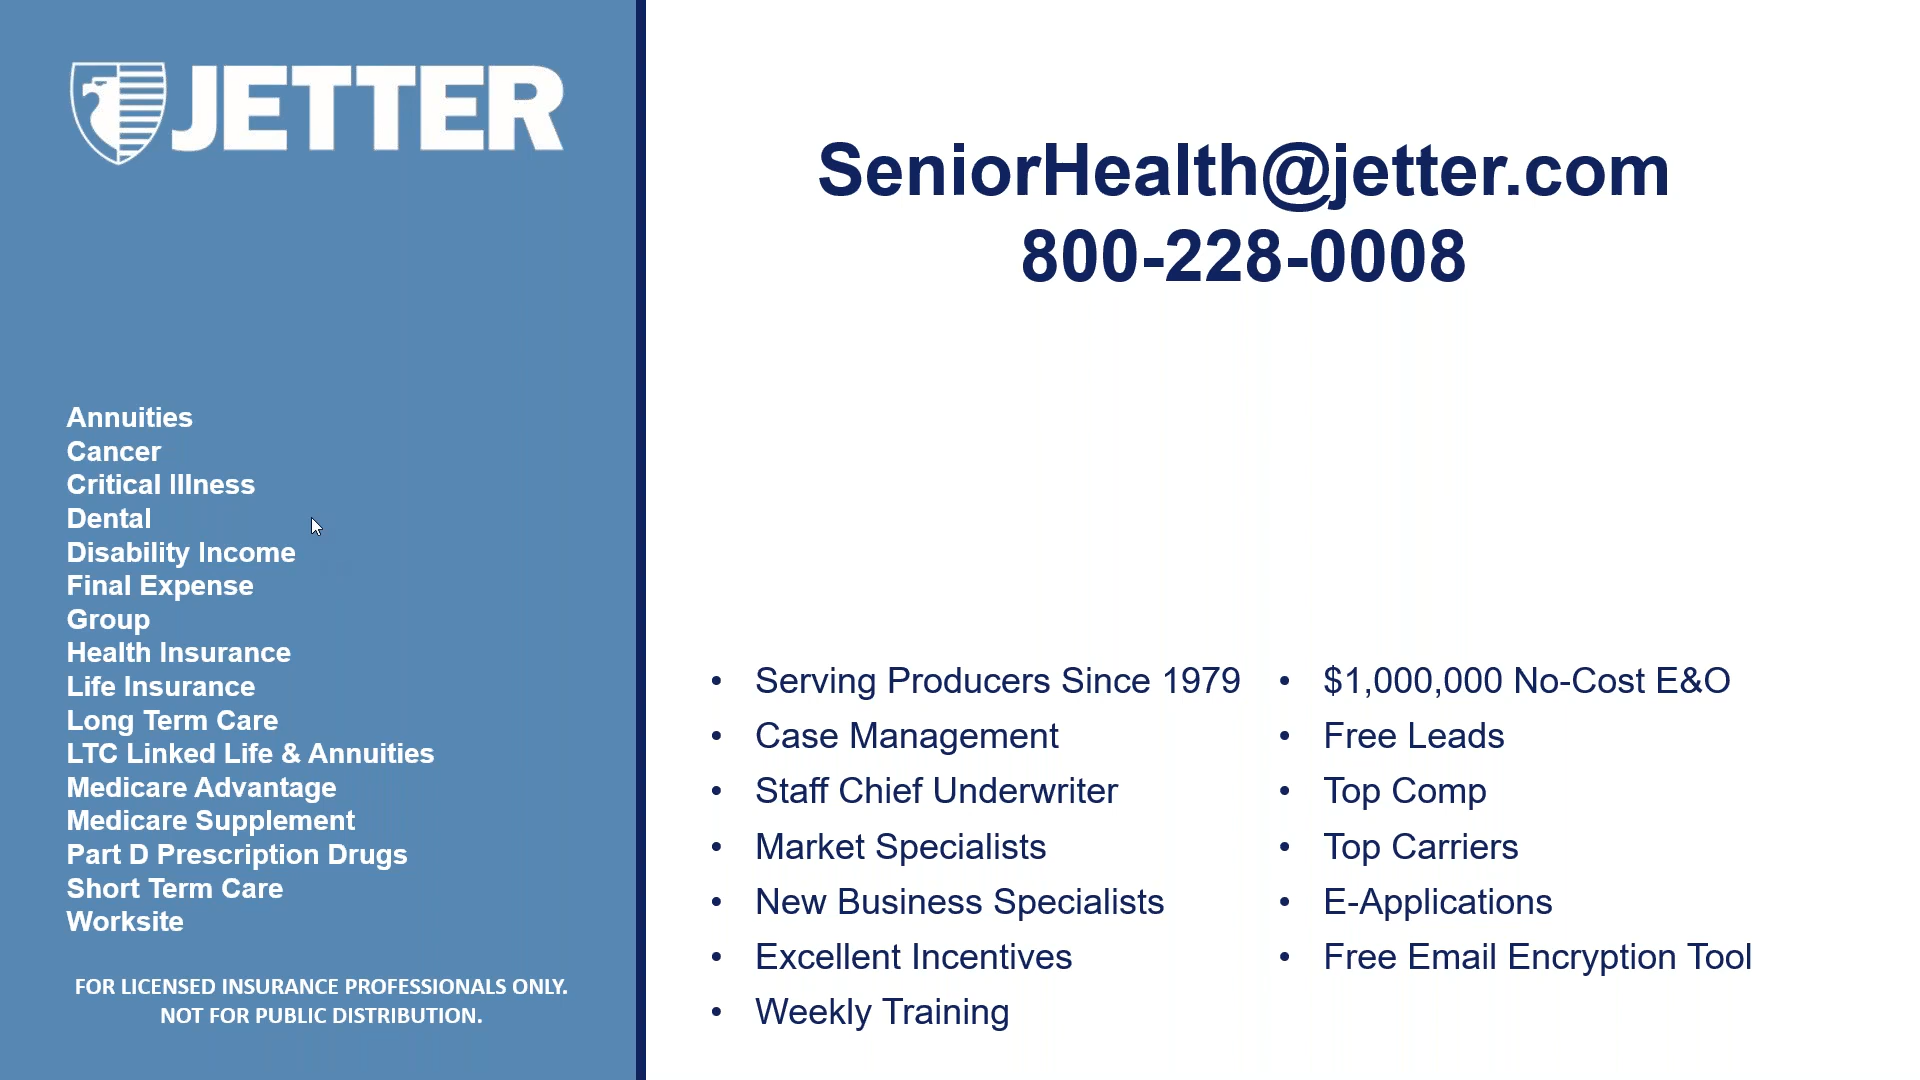 JETTER
Annuities
Cancer
Critical Illness
Dental
Disability Income
Final Expense
Group
Health Insurance
Life Insurance
Long Term Care
LTC Linked Life & Annuities
Medicare Advantage
Medicare Supplement
Part D Prescription Drugs
Short Term Care
Worksite
FOR LICENSED INSURANCE PROFESSIONALS ONLY.
NOT FOR PUBLIC DISTRIBUTION.
SeniorHealth@jetter.com
800-228-0008
• Serving Producers Since 1979
• Case Management
• Staff Chief Underwriter
• Market Specialists
• New Business Specialists
• Excellent Incentives
• Weekly Training
• $1,000,000 No-Cost E&O
• Free Leads
• Top Comp
• Top Carriers
• E-Applications
• Free Email Encryption Tool